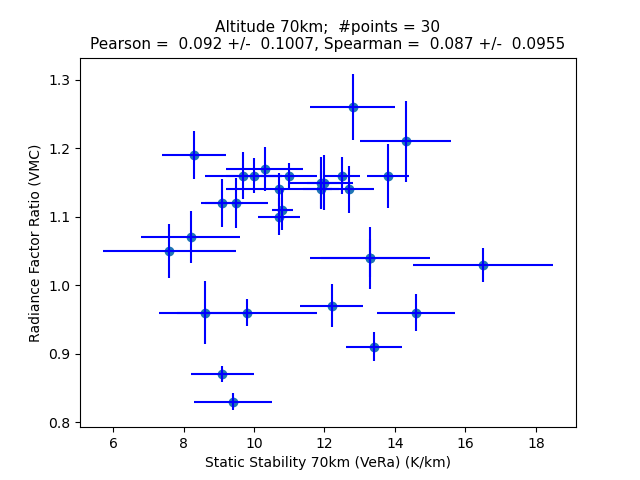 Altitude 70km;  #points = 30
Pearson =  0.092 +/-  0.1007, Spearman =  0.087 +/-  0.0955
1.3
1.2
1.1
1.0
0.9
0.8
Radiance Factor Ratio (VMC)
6 8 10 12 14 16 18
Static Stability 70km (VeRa) (K/km)